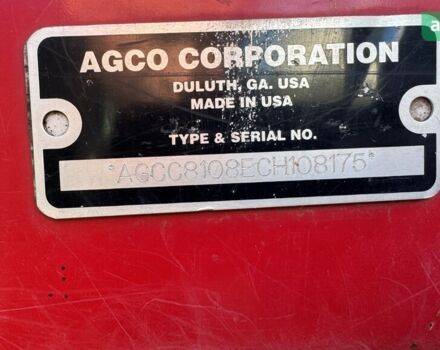 AGCO CORPORATION
DULUTH, GA. USA
MADE IN USA
TYPE & SERIAL NO.
*AGCC8108ECH108175*
a